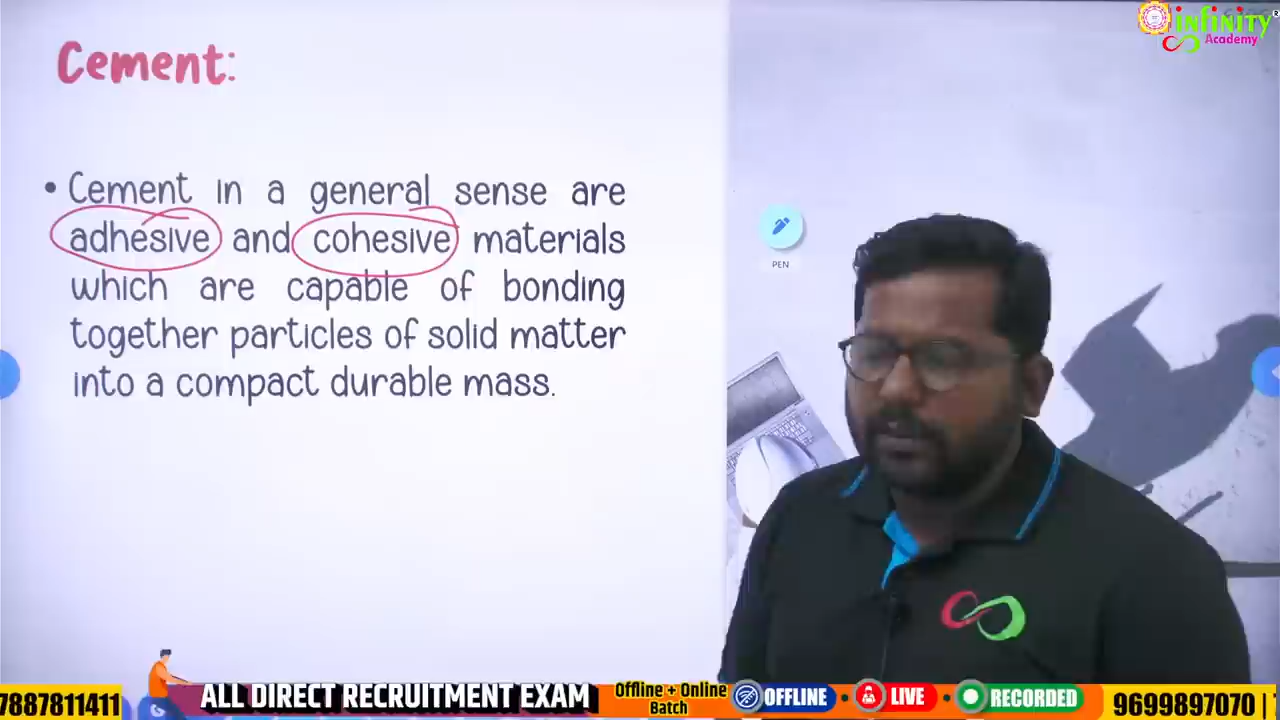 infinity
Academy
Cement:
• Cement in a general sense are
adhesive and cohesive materials
which are capable of bonding
together particles of solid matter
into a compact durable mass.
PEN
7887811411
ALL DIRECT RECRUITMENT EXAM
Offline + Online
Batch
OFFLINE
LIVE
RECORDED
9699897070